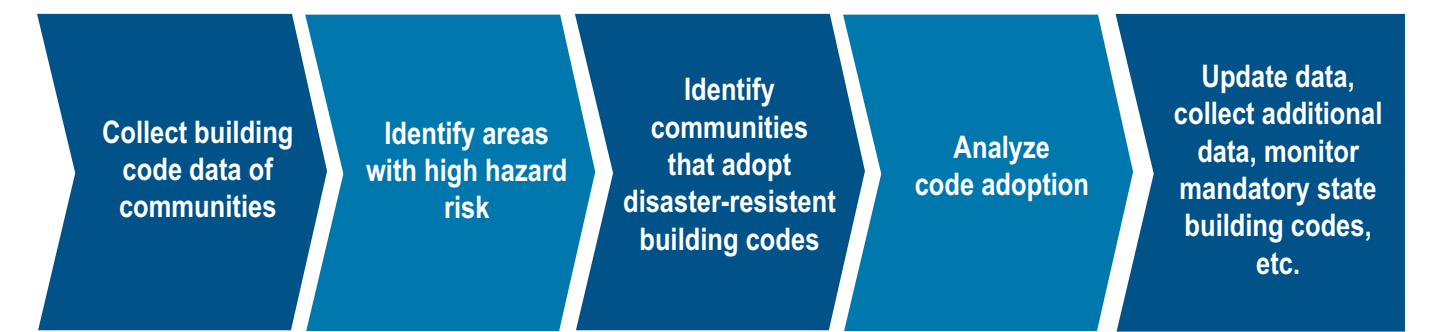 Collect building
code data of
communities
Identify areas
with high hazard
risk
Identify
communities
that adopt
disaster-resistent
building codes
Analyze
code adoption
Update data,
collect additional
data, monitor
mandatory state
building codes,
etc.